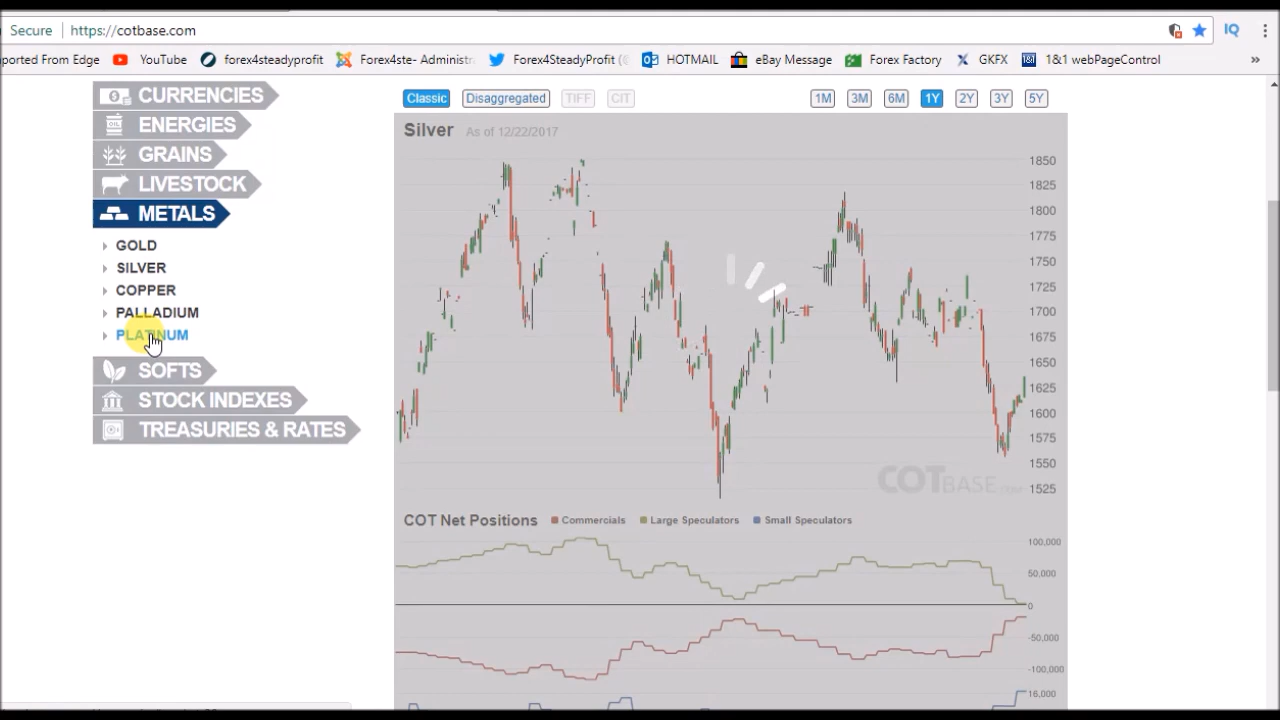 Secure https://cotbase.com IQ
ported From Edge YouTube forex4steadyprofit Forex4ste- Administr Forex4SteadyProfit (@ HOTMAIL eBay Message Forex Factory GKFX 1&1 webPageControl »
CURRENCIES
ENERGIES
GRAINS
LIVESTOCK
METALS
GOLD
SILVER
COPPER
PALLADIUM
PLATINUM
SOFTS
STOCK INDEXES
TREASURIES & RATES
Classic Disaggregated TIFF CIT 1M 3M 6M 1Y 2Y 3Y 5Y
Silver As of 12/22/2017
1850
1825
1800
1775
1750
1725
1700
1675
1650
1625
1600
1575
1550
1525
COTBASE
COT Net Positions Commercials Large Speculators Small Speculators
100,000
50,000
0
-50,000
-100,000
16,000